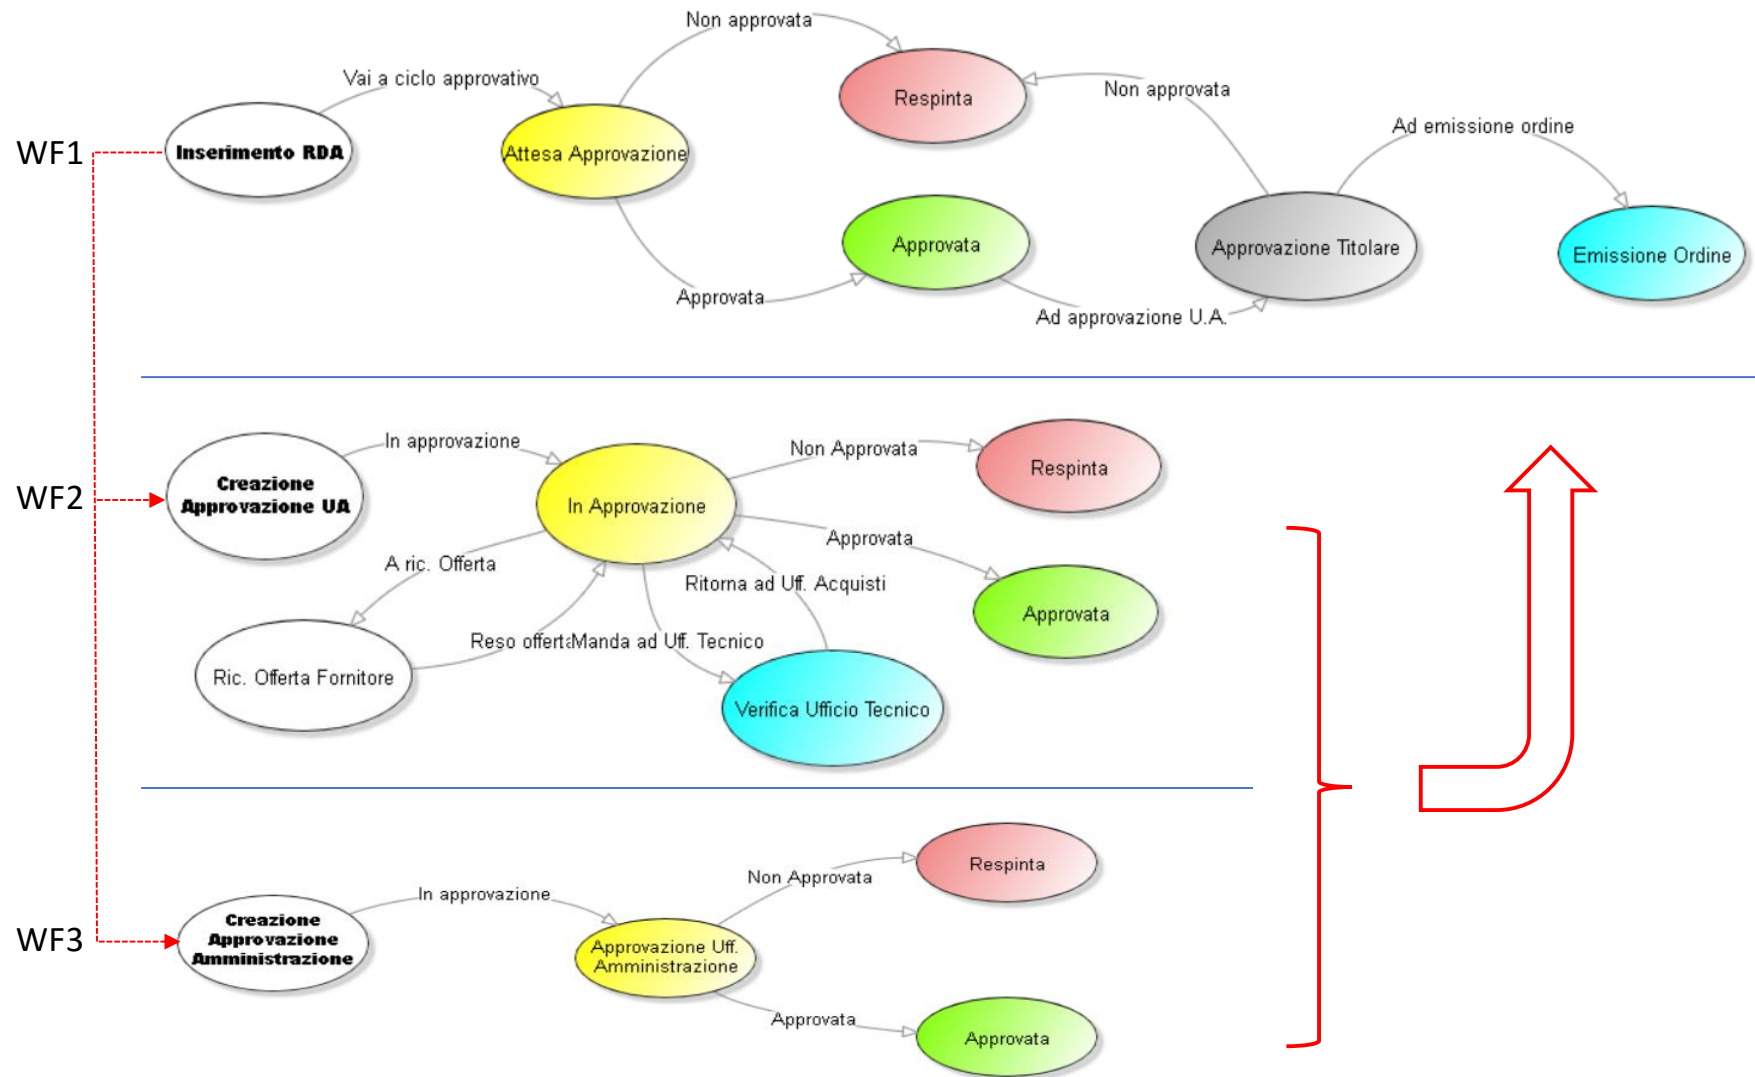 Non approvata
Vai a ciclo approvativo
Respinta
Non approvata
Ad emissione ordine
WF1
Inserimento RDA
Attesa Approvazione
Approvata
Approvazione Titolare
Emissione Ordine
Approvata
Ad approvazione U.A.
In approvazione
Non Approvata
Respinta
WF2
Creazione
Approvazione UA
In Approvazione
Approvata
A ric. Offerta
Ritorna ad Uff. Acquisti
Approvata
Reso offerta
Manda ad Uff. Tecnico
Ric. Offerta Fornitore
Verifica Ufficio Tecnico
Respinta
Non Approvata
In approvazione
WF3
Creazione
Approvazione
Amministrazione
Approvazione Uff.
Amministrazione
Approvata
Approvata